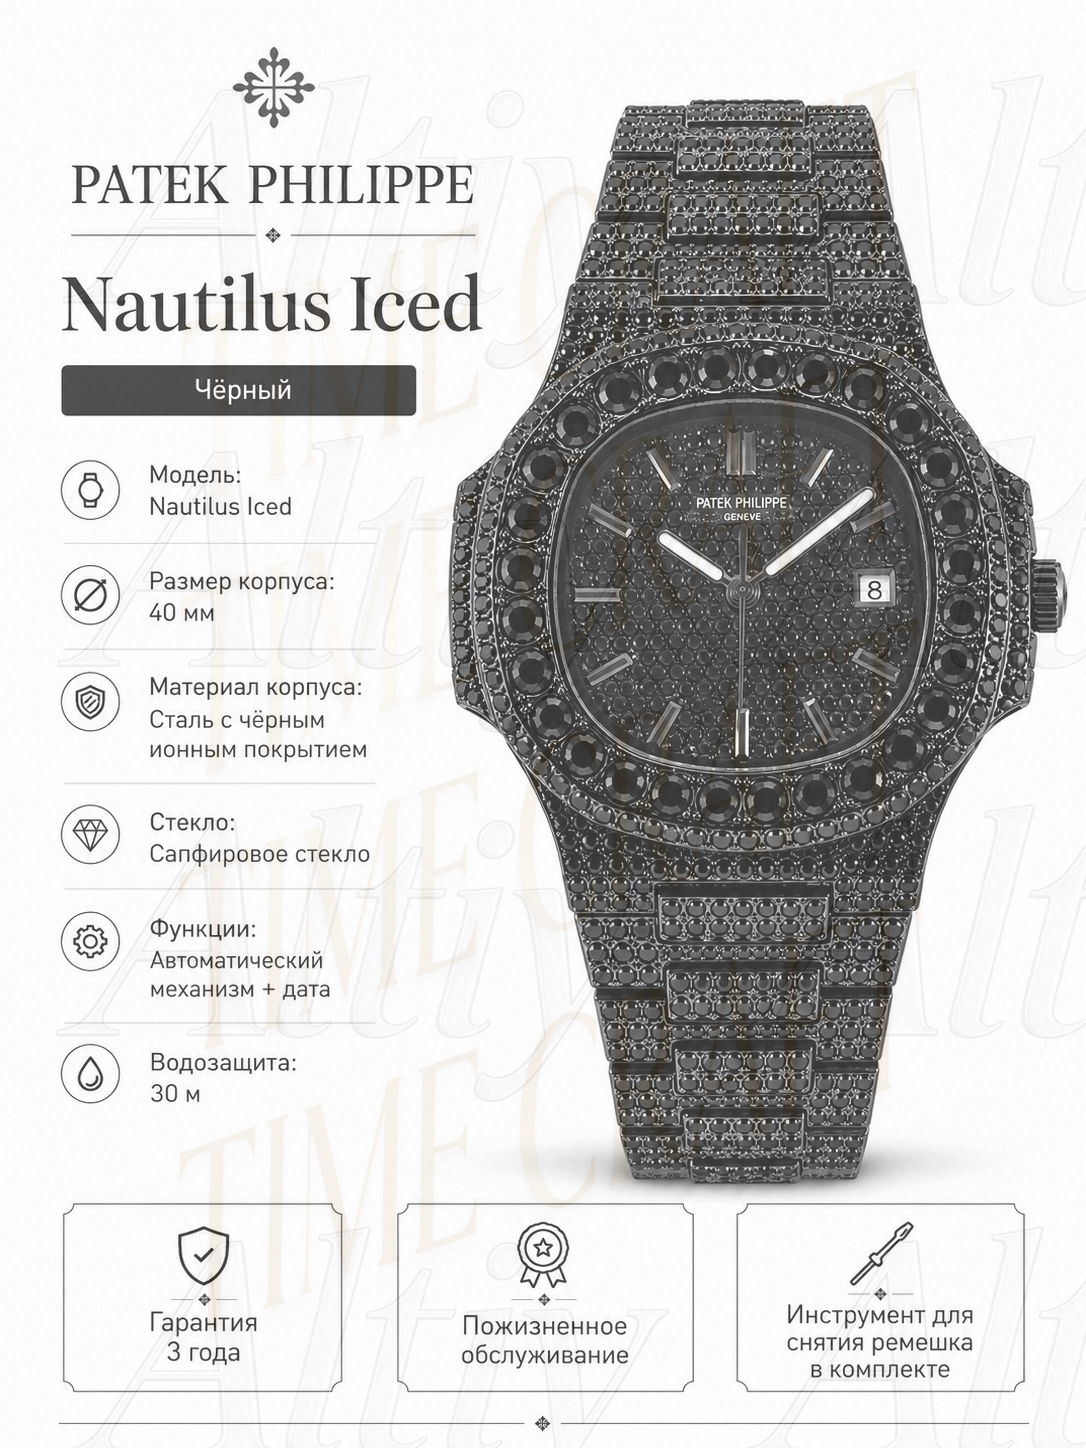 PATEK PHILIPPE
Nautilus Iced
Чёрный
Модель:
Nautilus Iced
Размер корпуса:
40 мм
Материал корпуса:
Сталь с чёрным
ионным покрытием
Стекло:
Сапфировое стекло
Функции:
Автоматический
механизм + дата
Водозащита:
30 м
PATEK PHILIPPE
GENEVE
8
Гарантия
3 года
Пожизненное
обслуживание
Инструмент для
снятия ремешка
в комплекте